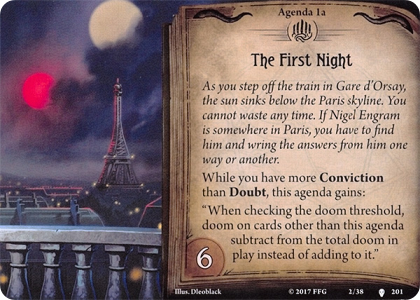 Agenda 1a
The First Night
As you step off the train in Gare d'Orsay,
the sun sinks below the Paris skyline. You
cannot waste any time. If Nigel Engram
is somewhere in Paris, you have to find
him and wring the answers from him one
way or another.
While you have more Conviction
than Doubt, this agenda gains:
"When checking the doom threshold,
doom on cards other than this agenda
subtract from the total doom in
play instead of adding to it."
6
Illus. Dleoblack
© 2017 FFG
2/38
201